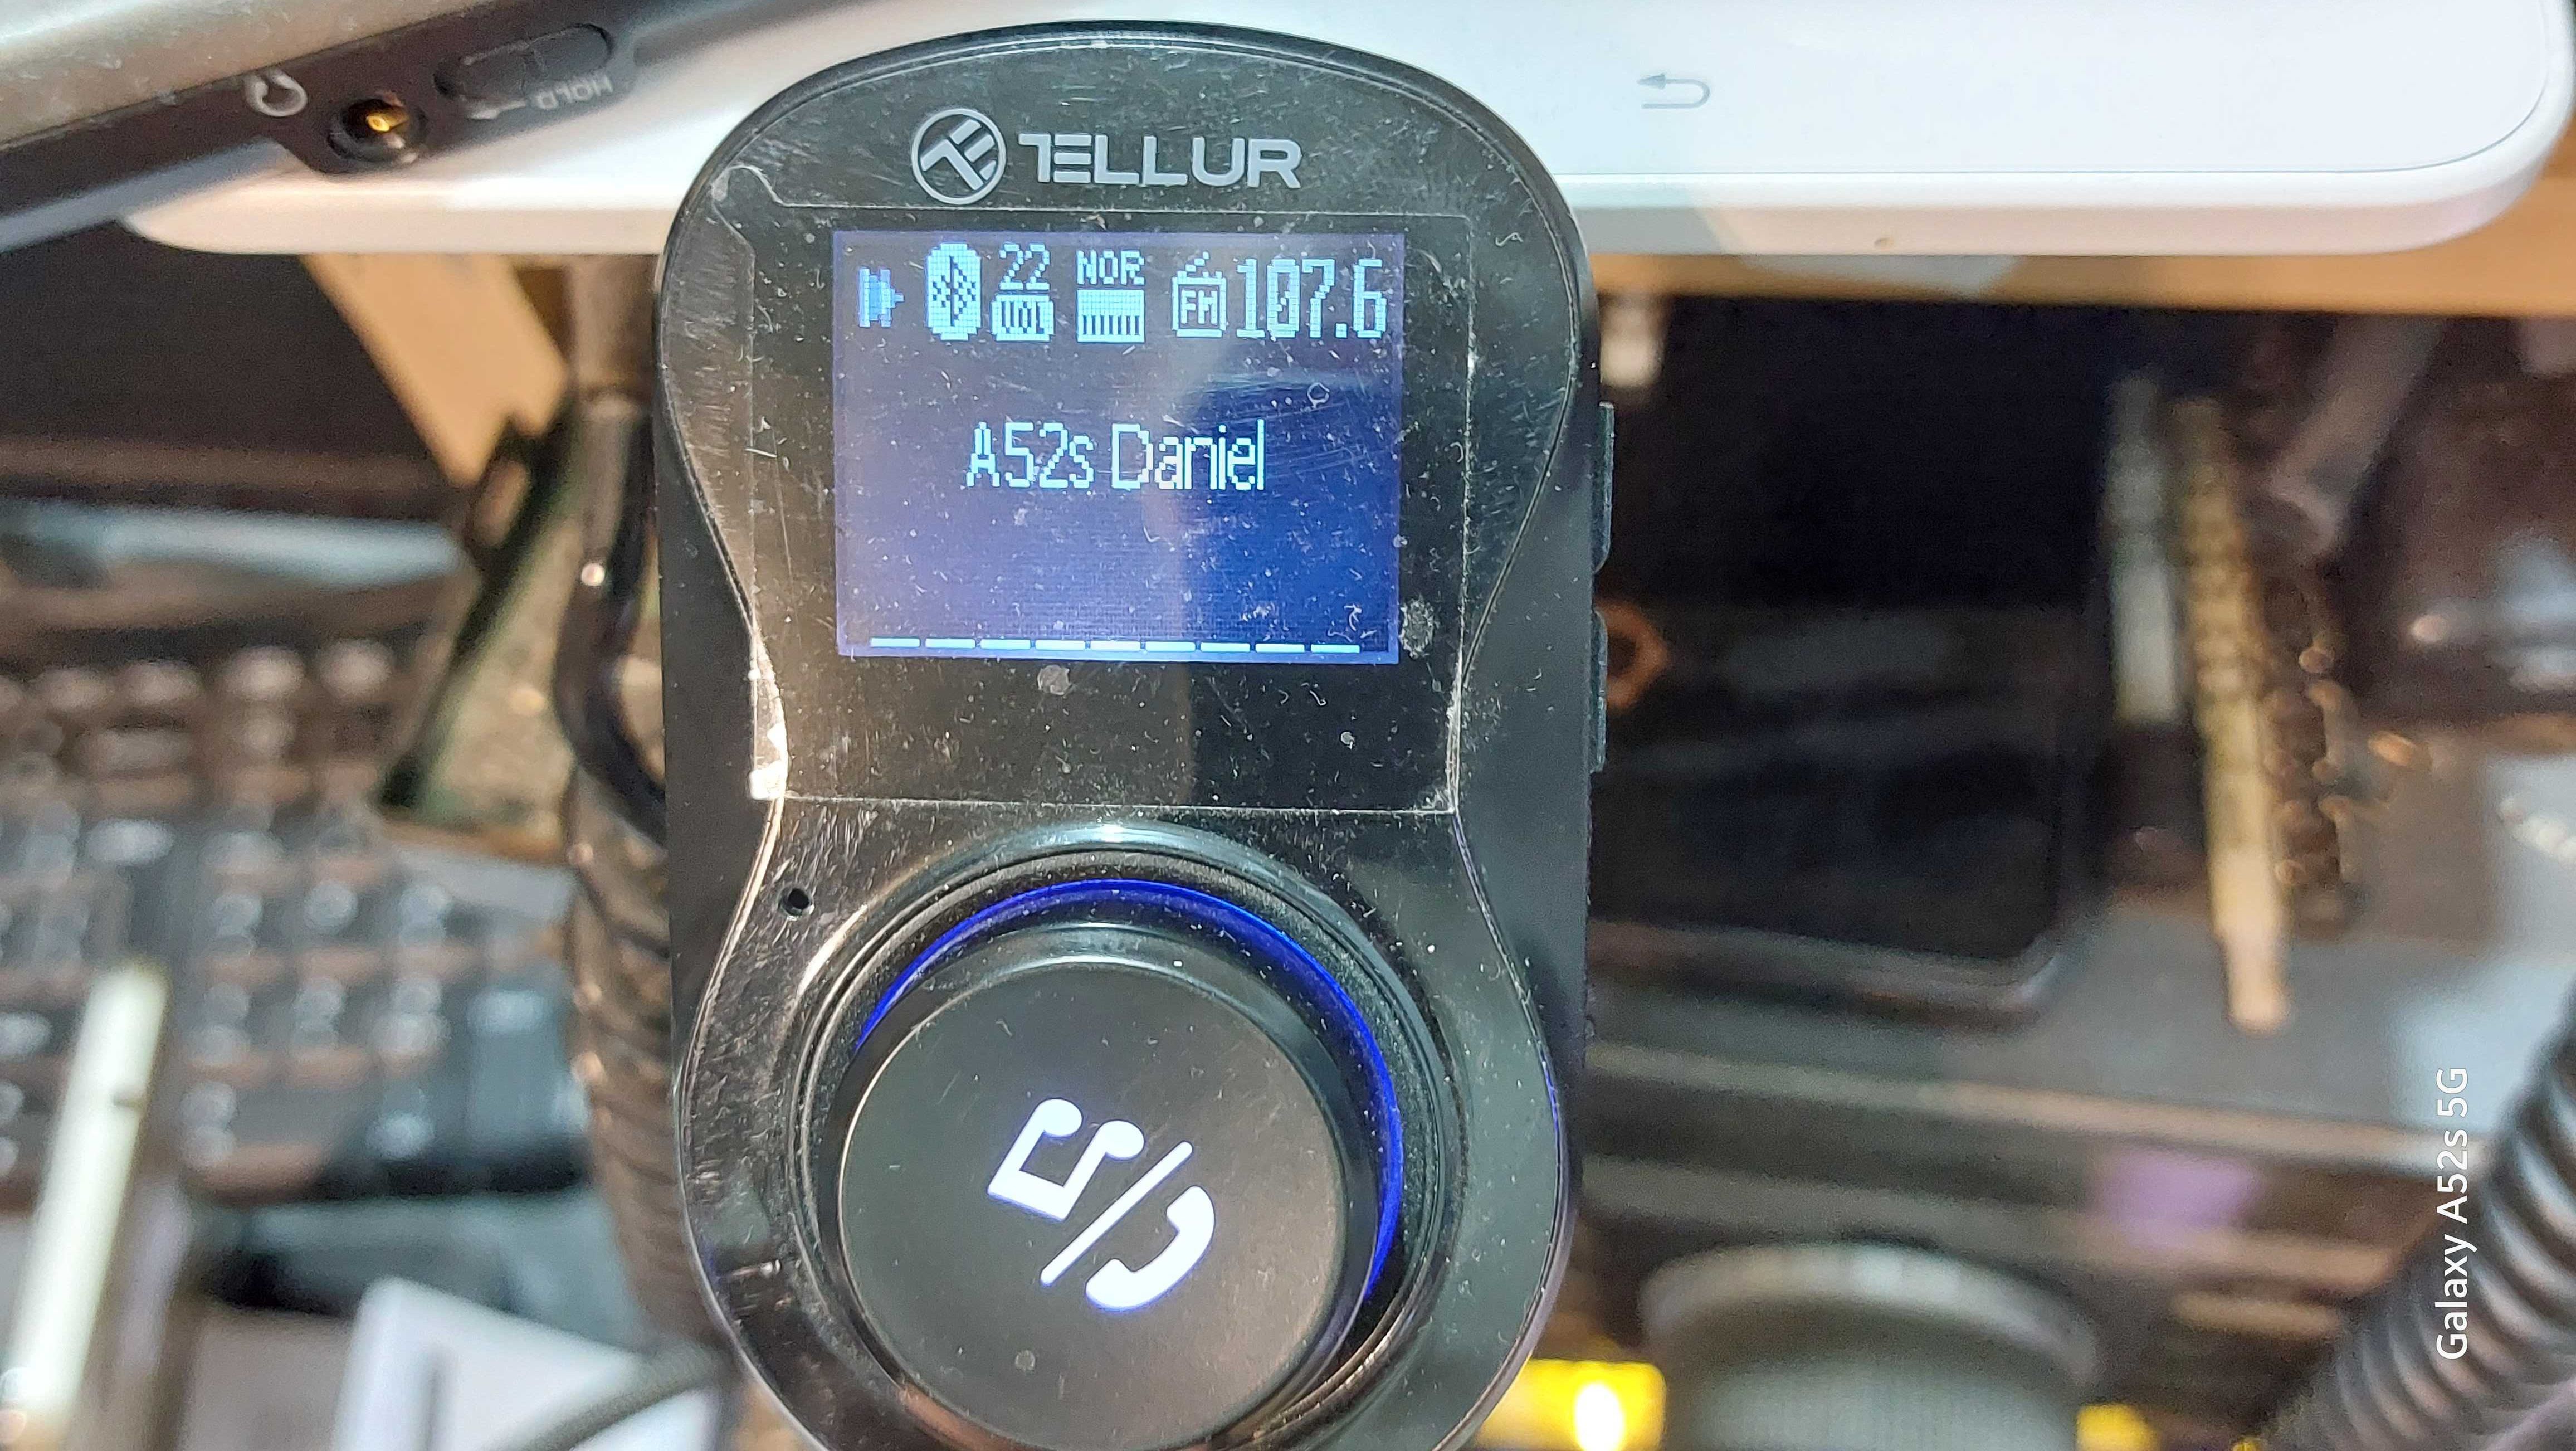 HOLD
TELLUR
22 NOR
VOL FM 107.6
A52s Daniel
Galaxy A52s 5G